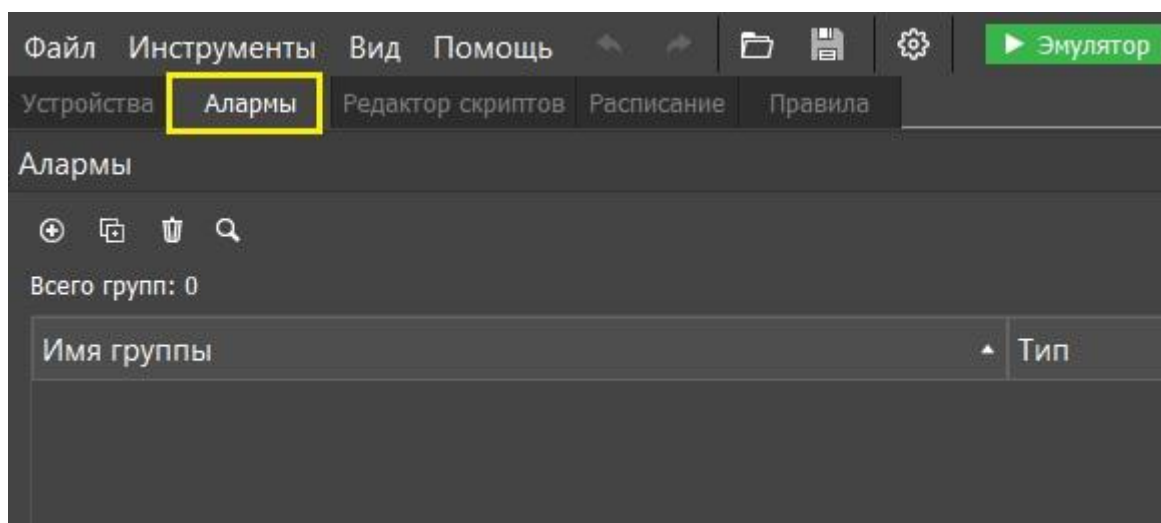 Файл Инструменты Вид Помощь Эмулятор
Устройства Алармы Редактор скриптов Расписание Правила
Алармы
Всего групп: 0
Имя группы Тип